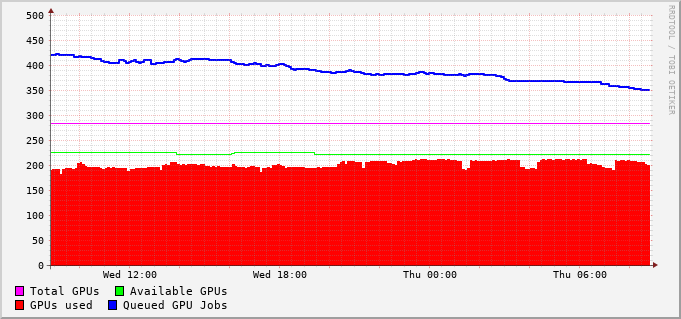 500
450
400
350
300
250
200
150
100
50
0
Wed 12:00 Wed 18:00 Thu 00:00 Thu 06:00
Total GPUs Available GPUs
GPUs used Queued GPU Jobs
RRDTOOL / TOBI OETIKER